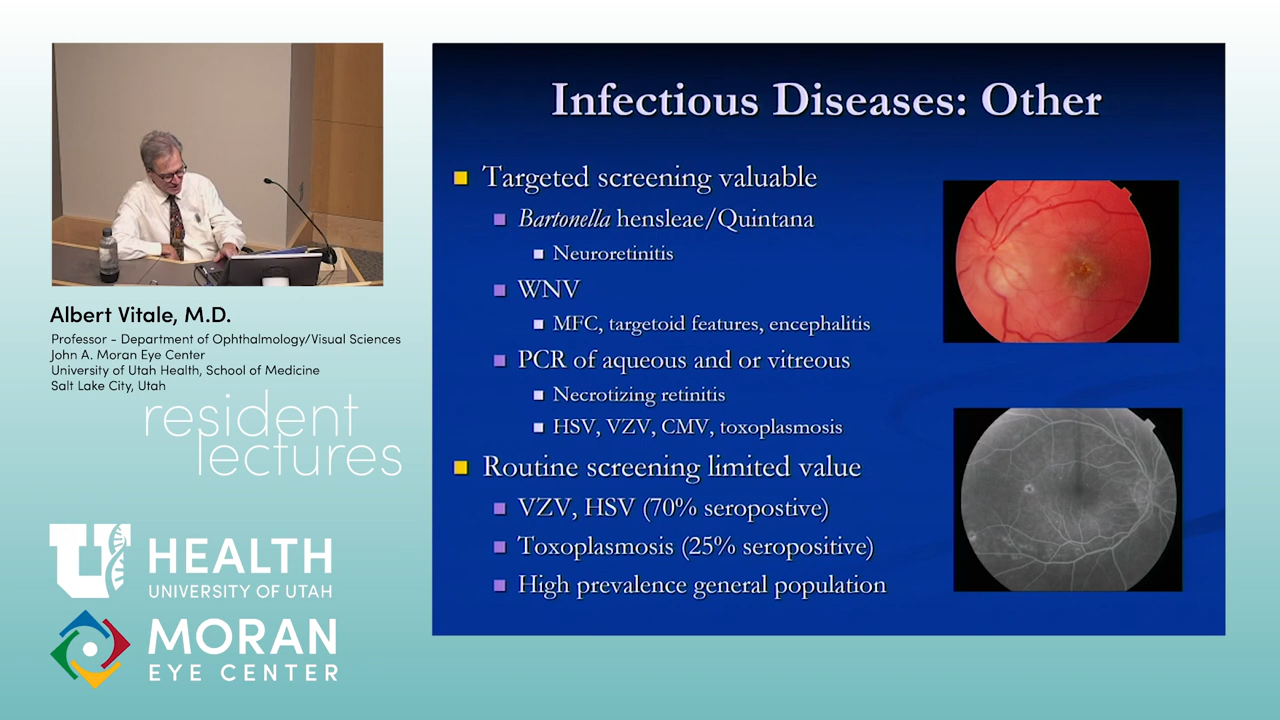 Infectious Diseases: Other
Targeted screening valuable
Bartonella hensleae/Quintana
Neuroretinitis
WNV
MFC, targetoid features, encephalitis
PCR of aqueous and or vitreous
Necrotizing retinitis
HSV, VZV, CMV, toxoplasmosis
Routine screening limited value
VZV, HSV (70% seropostive)
Toxoplasmosis (25% seropositive)
High prevalence general population
Albert Vitale, M.D.
Professor - Department of Ophthalmology/Visual Sciences
John A. Moran Eye Center
University of Utah Health, School of Medicine
Salt Lake City, Utah
resident
lectures
U HEALTH
UNIVERSITY OF UTAH
MORAN
EYE CENTER